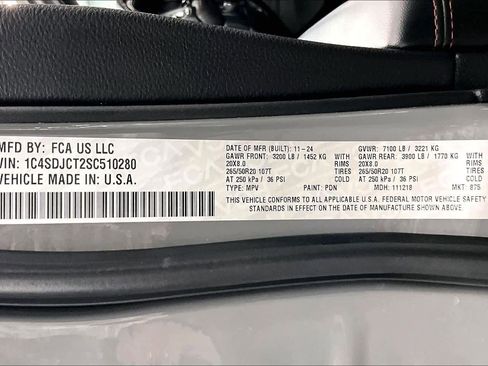 MFD BY: FCA US LLC
VIN: 1C4SDJCT2SC510280
VEHICLE MADE IN: U.S.A.
DATE OF MFR (BUILT): 11-24 GVWR: 7100 LB / 3221 KG
GAWR FRONT: 3200 LB / 1452 KG GAWR REAR: 3900 LB / 1770 KG
20X8.0 RIMS 20X8.0 RIMS
265/50R20 107T TIRES 265/50R20 107T TIRES
AT 250 kPa / 36 PSI COLD AT 250 kPa / 36 PSI COLD
TYPE: MPV PAINT: PDN MDH: 111218 MKT: 875
THIS VEHICLE CONFORMS TO ALL APPLICABLE U.S.A. FEDERAL MOTOR VEHICLE SAFETY
STANDARDS IN EFFECT ON THE DATE OF MANUFACTURE SHOWN ABOVE.